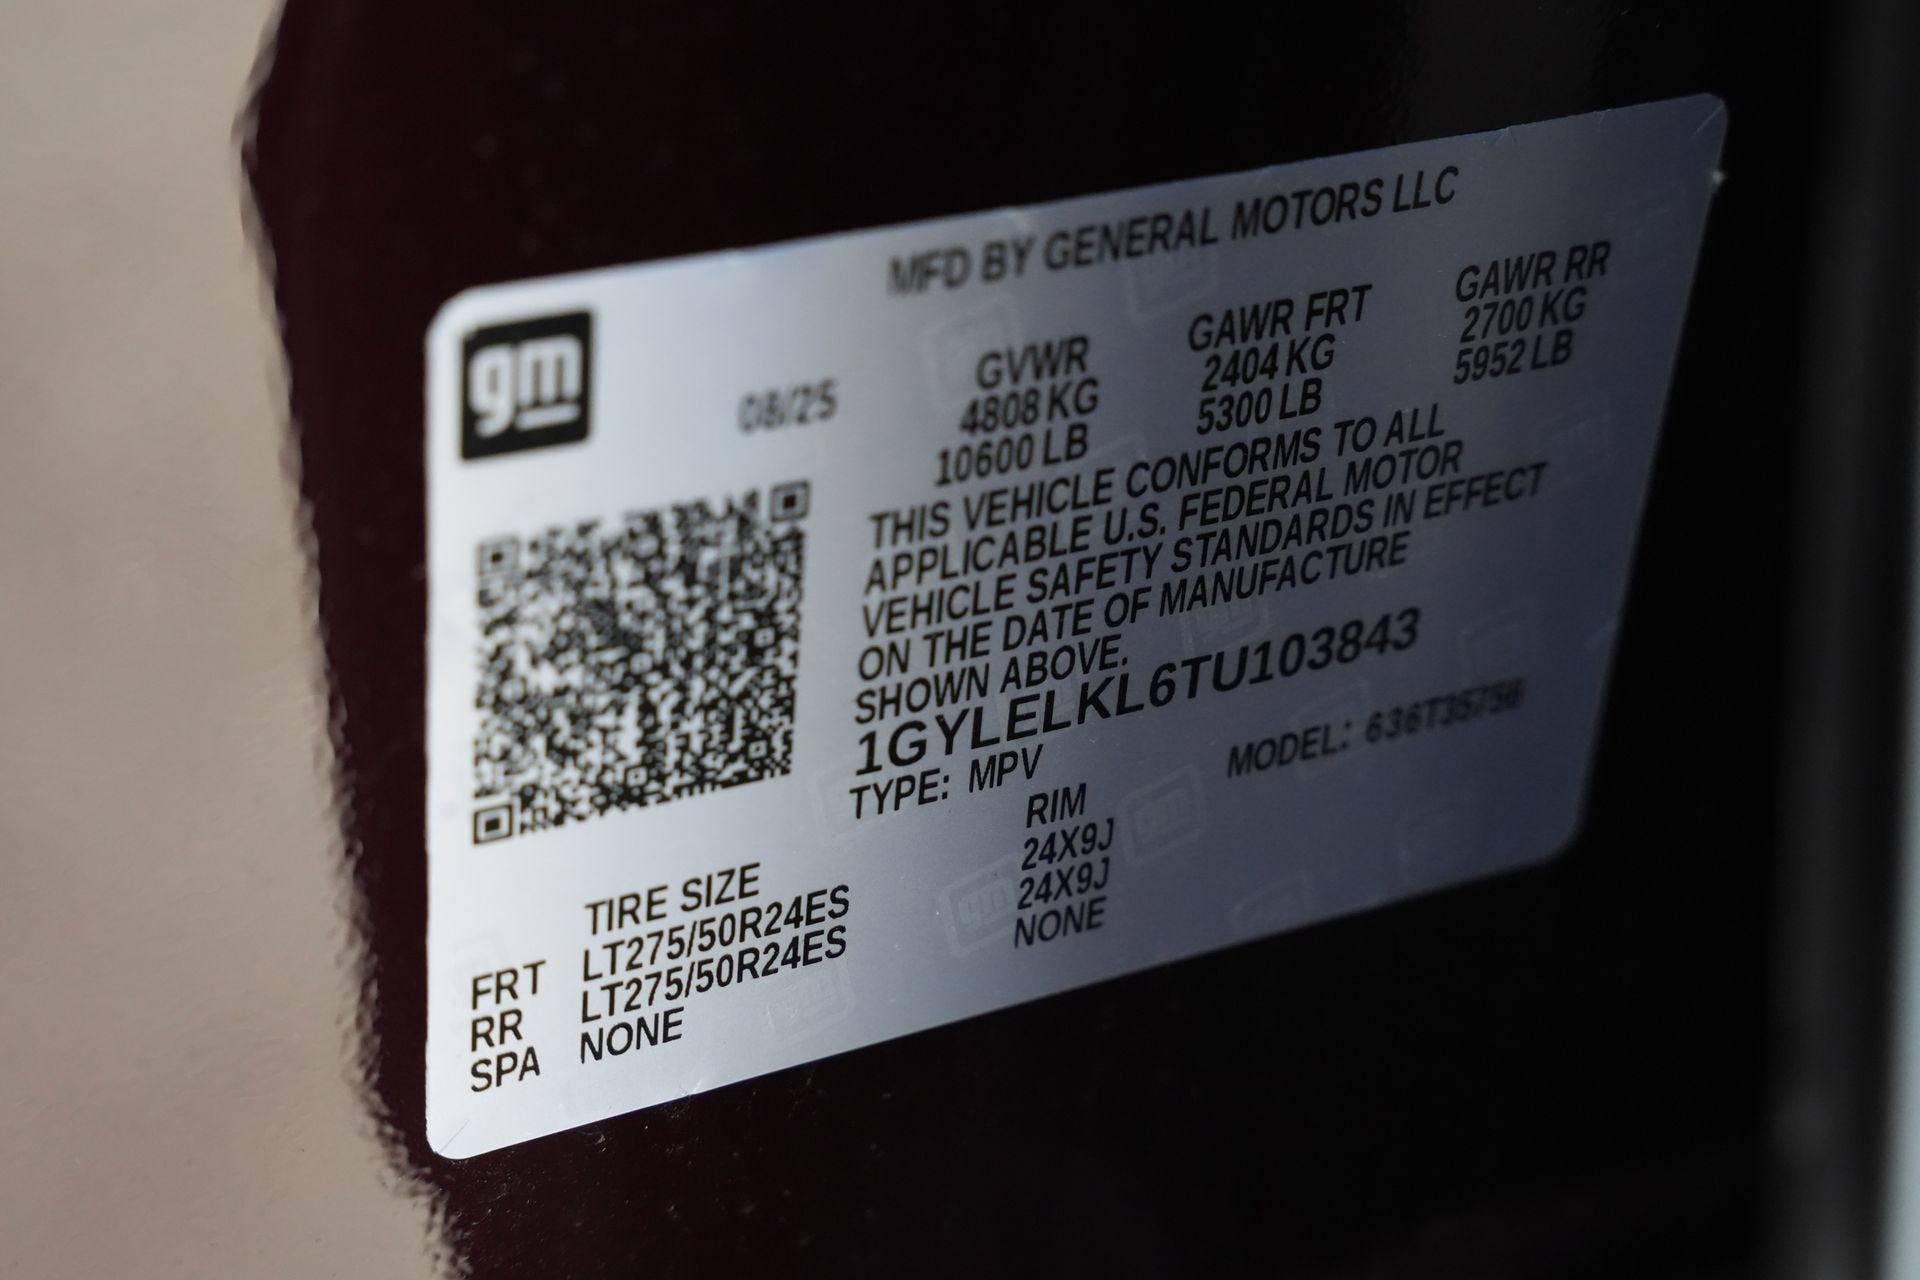 MFD BY GENERAL MOTORS LLC
gm
08/25
GVWR
4808 KG
10600 LB
GAWR FRT
2404 KG
5300 LB
GAWR RR
2700 KG
5952 LB
THIS VEHICLE CONFORMS TO ALL
APPLICABLE U.S. FEDERAL MOTOR
VEHICLE SAFETY STANDARDS IN EFFECT
ON THE DATE OF MANUFACTURE
SHOWN ABOVE.
1GYLELKL6TU103843
TYPE: MPV
MODEL:
TIRE SIZE
RIM
FRT LT275/50R24ES 24X9J
RR LT275/50R24ES 24X9J
SPA NONE NONE